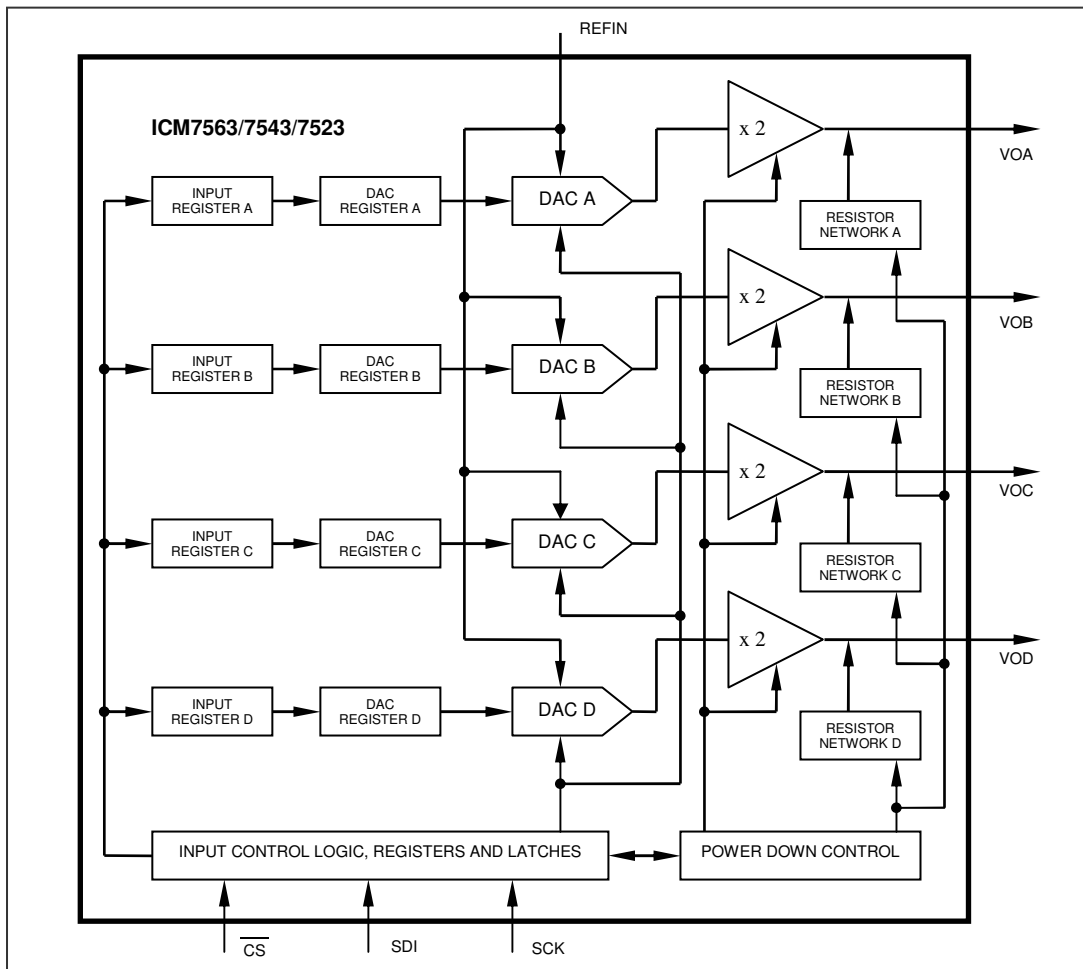 REFIN
ICM7563/7543/7523
x 2
VOA
INPUT
REGISTER A
DAC
REGISTER A
DAC A
RESISTOR
NETWORK A
x 2
VOB
INPUT
REGISTER B
DAC
REGISTER B
DAC B
RESISTOR
NETWORK B
x 2
VOC
INPUT
REGISTER C
DAC
REGISTER C
DAC C
RESISTOR
NETWORK C
x 2
VOD
INPUT
REGISTER D
DAC
REGISTER D
DAC D
RESISTOR
NETWORK D
INPUT CONTROL LOGIC, REGISTERS AND LATCHES
POWER DOWN CONTROL
CS
SDI
SCK